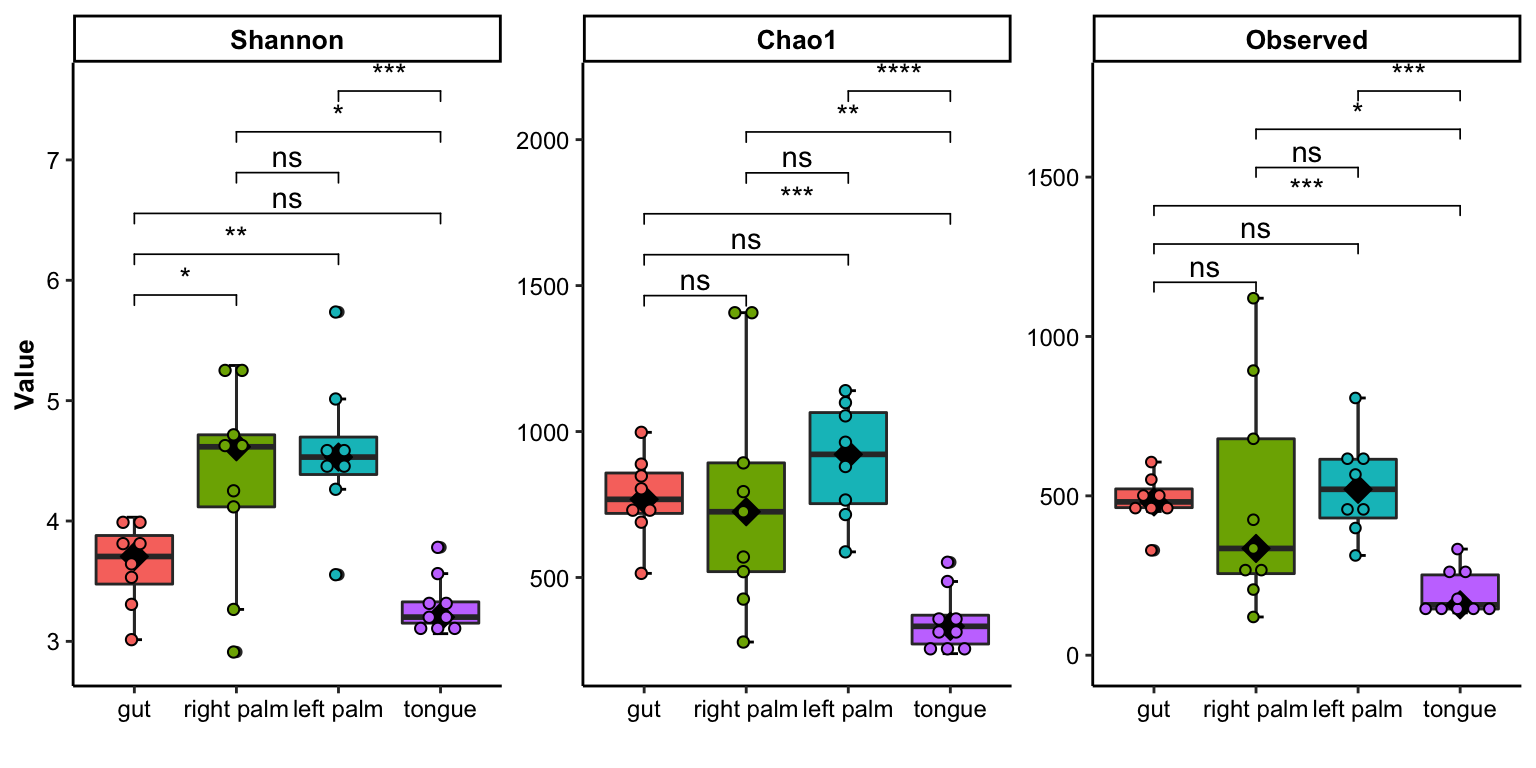 Shannon
Chao1
Observed
Value
***
*
ns
ns
**
*
7
6
5
4
3
gut
right palm
left palm
tongue
****
**
ns
***
ns
ns
2000
1500
1000
500
gut
right palm
left palm
tongue
***
*
ns
***
ns
ns
1500
1000
500
0
gut
right palm
left palm
tongue